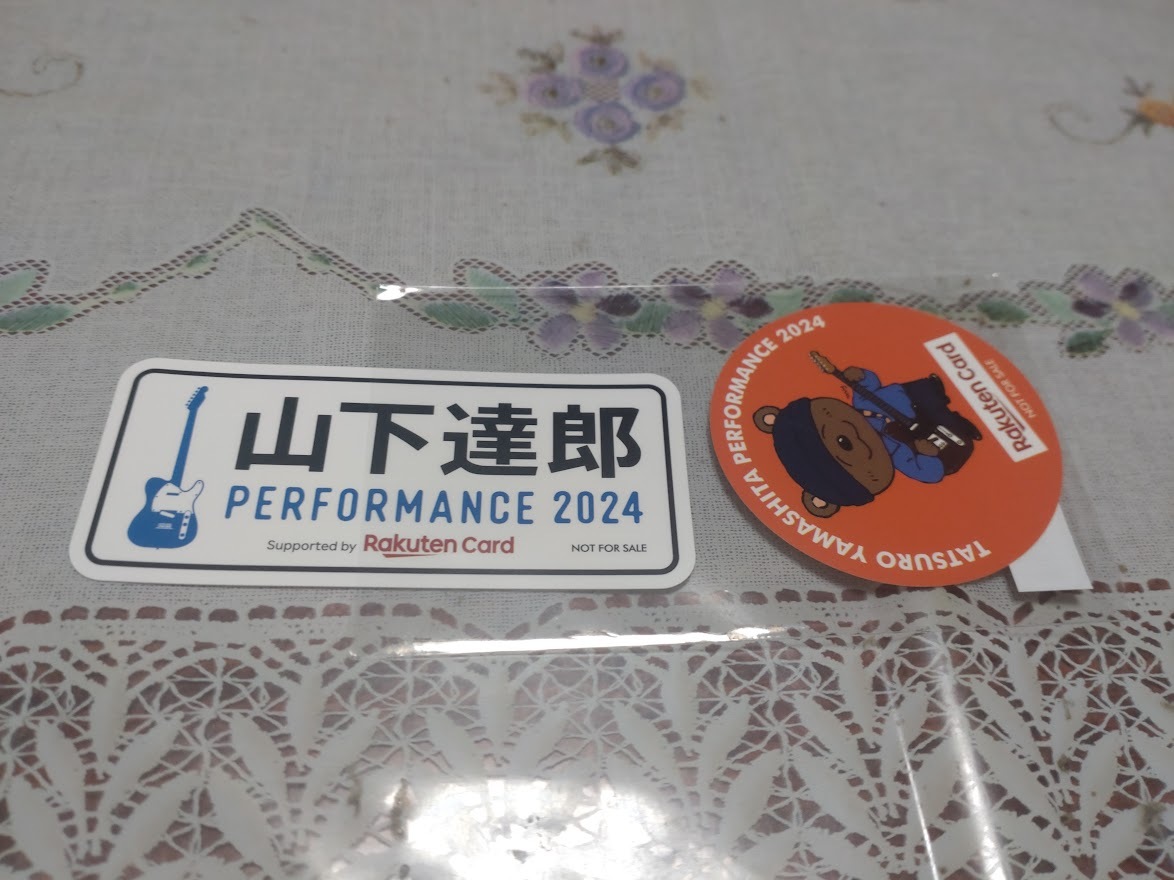 山下達郎
PERFORMANCE 2024
Supported by Rakuten Card
NOT FOR SALE
TATSURO YAMASHITA PERFORMANCE 2024
Rakuten Card
NOT FOR SALE